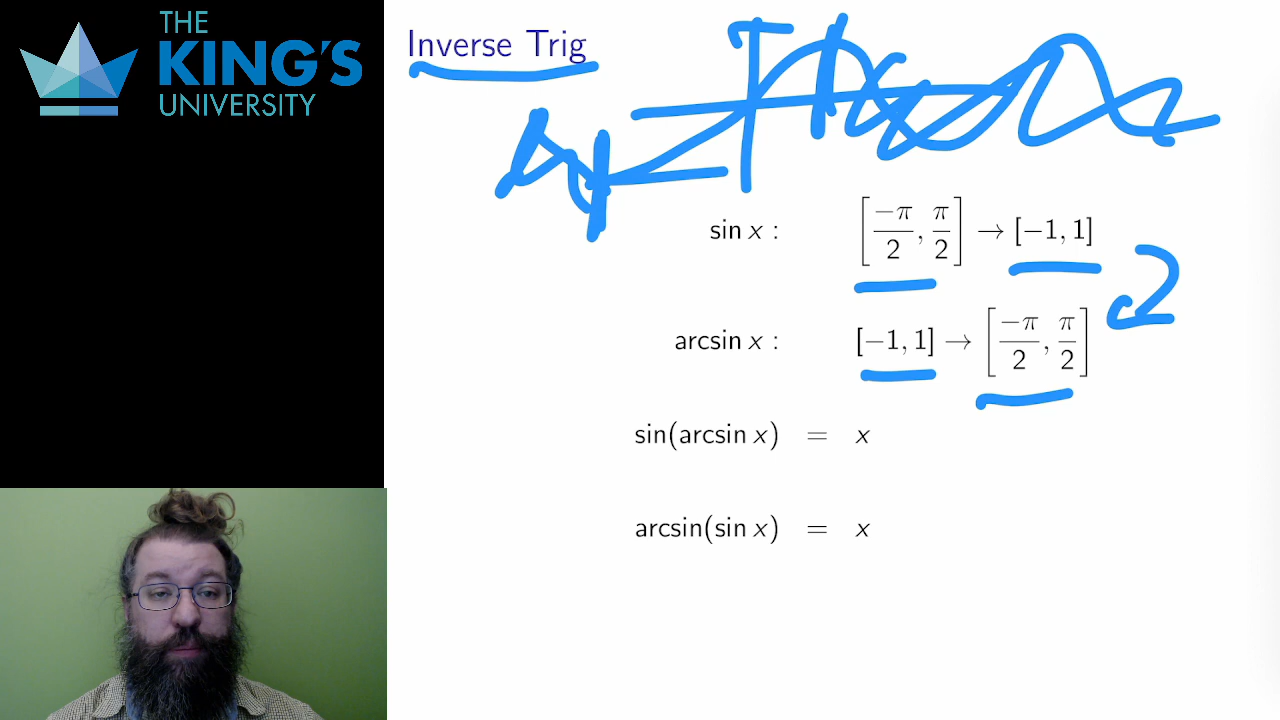 THE
KING'S
UNIVERSITY
Inverse Trig
sin x : [−π/2, π/2] → [−1, 1]
arcsin x : [−1, 1] → [−π/2, π/2]
sin(arcsin x) = x
arcsin(sin x) = x